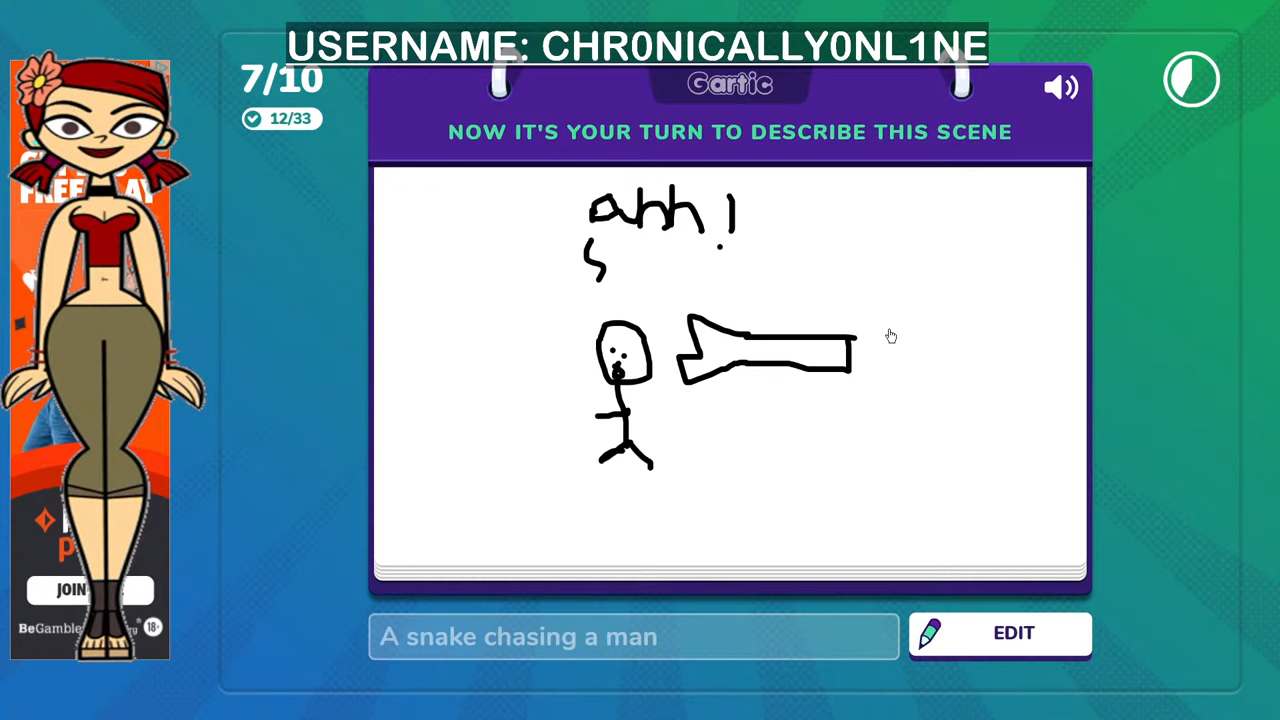 USERNAME: CHR0NICALLY0NL1NE
7/10
12/33
Gartic
NOW IT'S YOUR TURN TO DESCRIBE THIS SCENE
ahh!
FREE
JOIN
BeGamble
18+
A snake chasing a man
EDIT